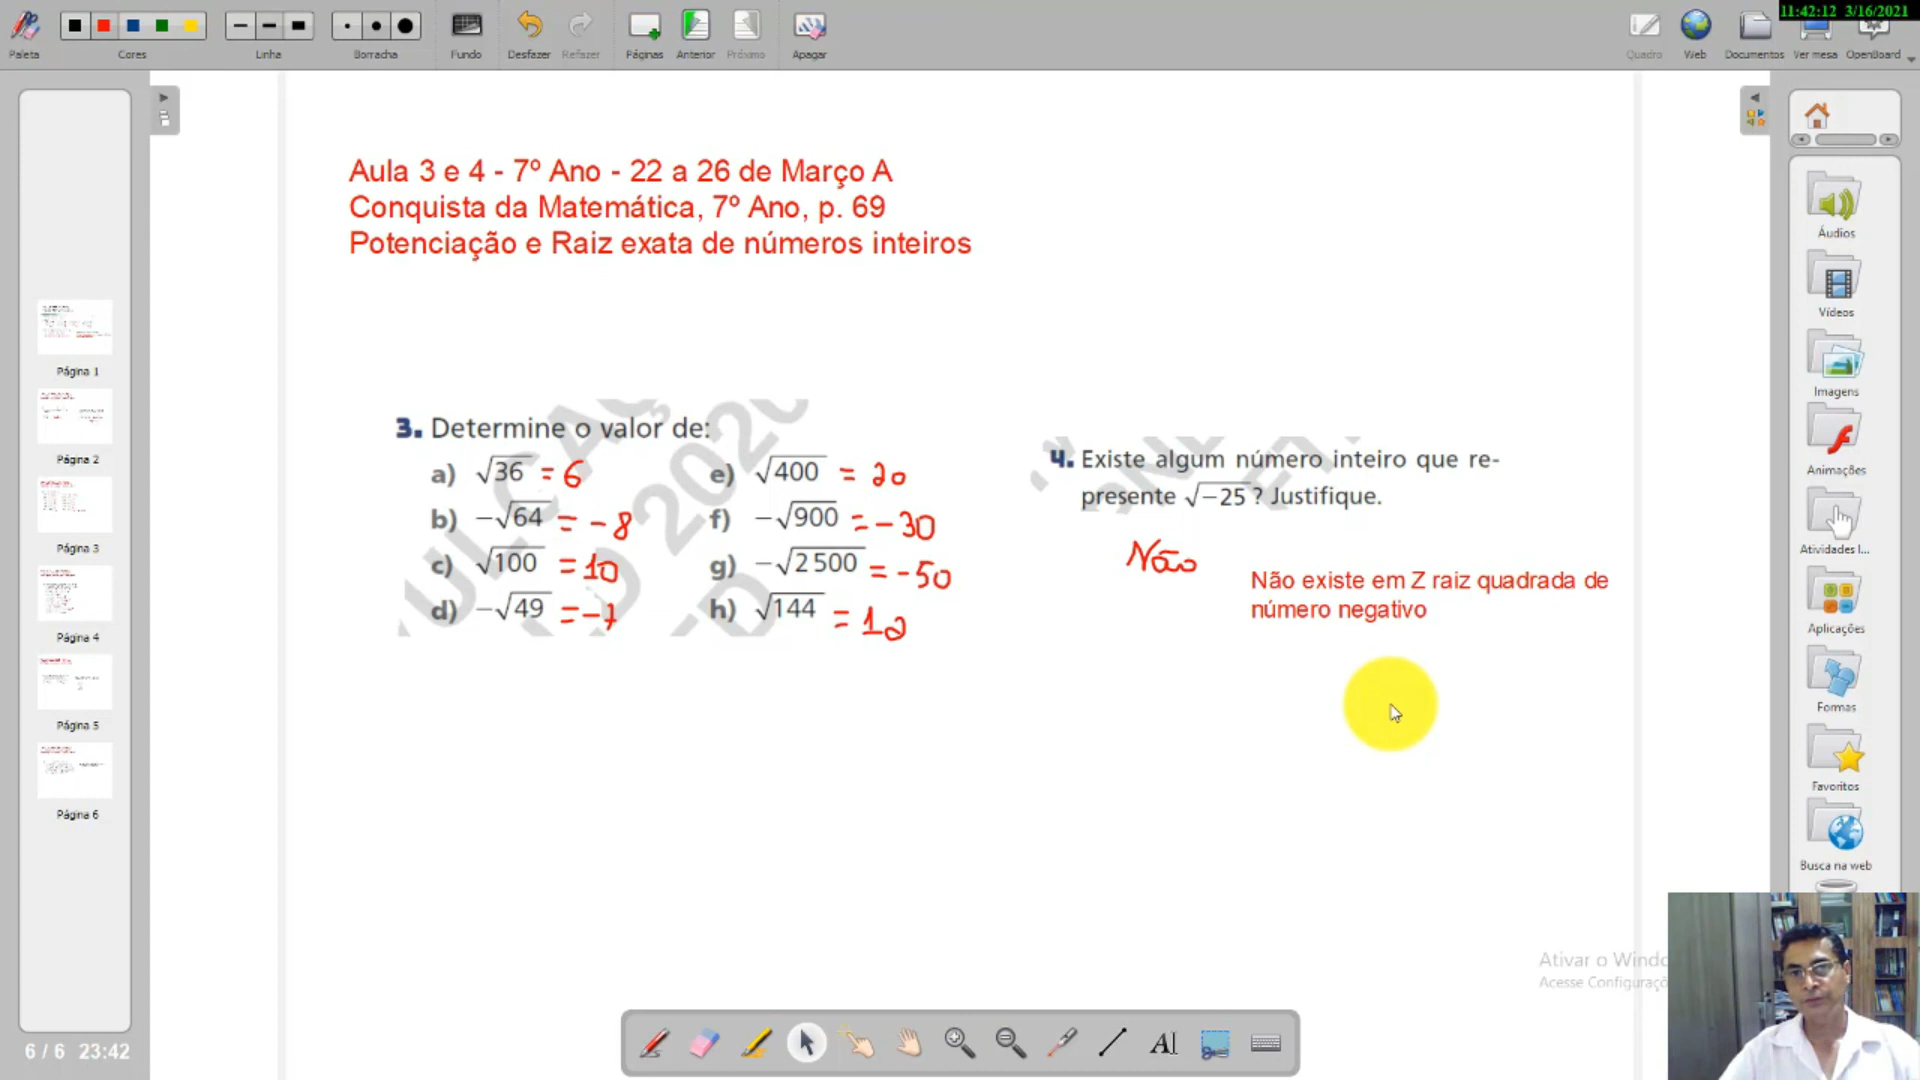 11:42:12 3/16/2021
Paleta
Cores
Linha
Borracha
Fundo
Desfazer
Refazer
Páginas
Anterior
Próximo
Apagar
Quadro
Web
Documentos
Ver mesa
OpenBoard
Aula 3 e 4 - 7º Ano - 22 a 26 de Março A
Conquista da Matemática, 7º Ano, p. 69
Potenciação e Raiz exata de números inteiros
3. Determine o valor de:
a) √36 = 6
b) -√64 = -8
c) √100 = 10
d) -√49 = -7
e) √400 = 20
f) -√900 = -30
g) -√2 500 = -50
h) √144 = 12
4. Existe algum número inteiro que re-
presente √-25 ? Justifique.
Não
Não existe em Z raiz quadrada de
número negativo
Página 1
Página 2
Página 3
Página 4
Página 5
Página 6
6 / 6 23:42
Áudios
Vídeos
Imagens
Animações
Atividades I...
Aplicações
Formas
Favoritos
Busca na web
Ativar o Windo
Acesse Configuraçõ
AI